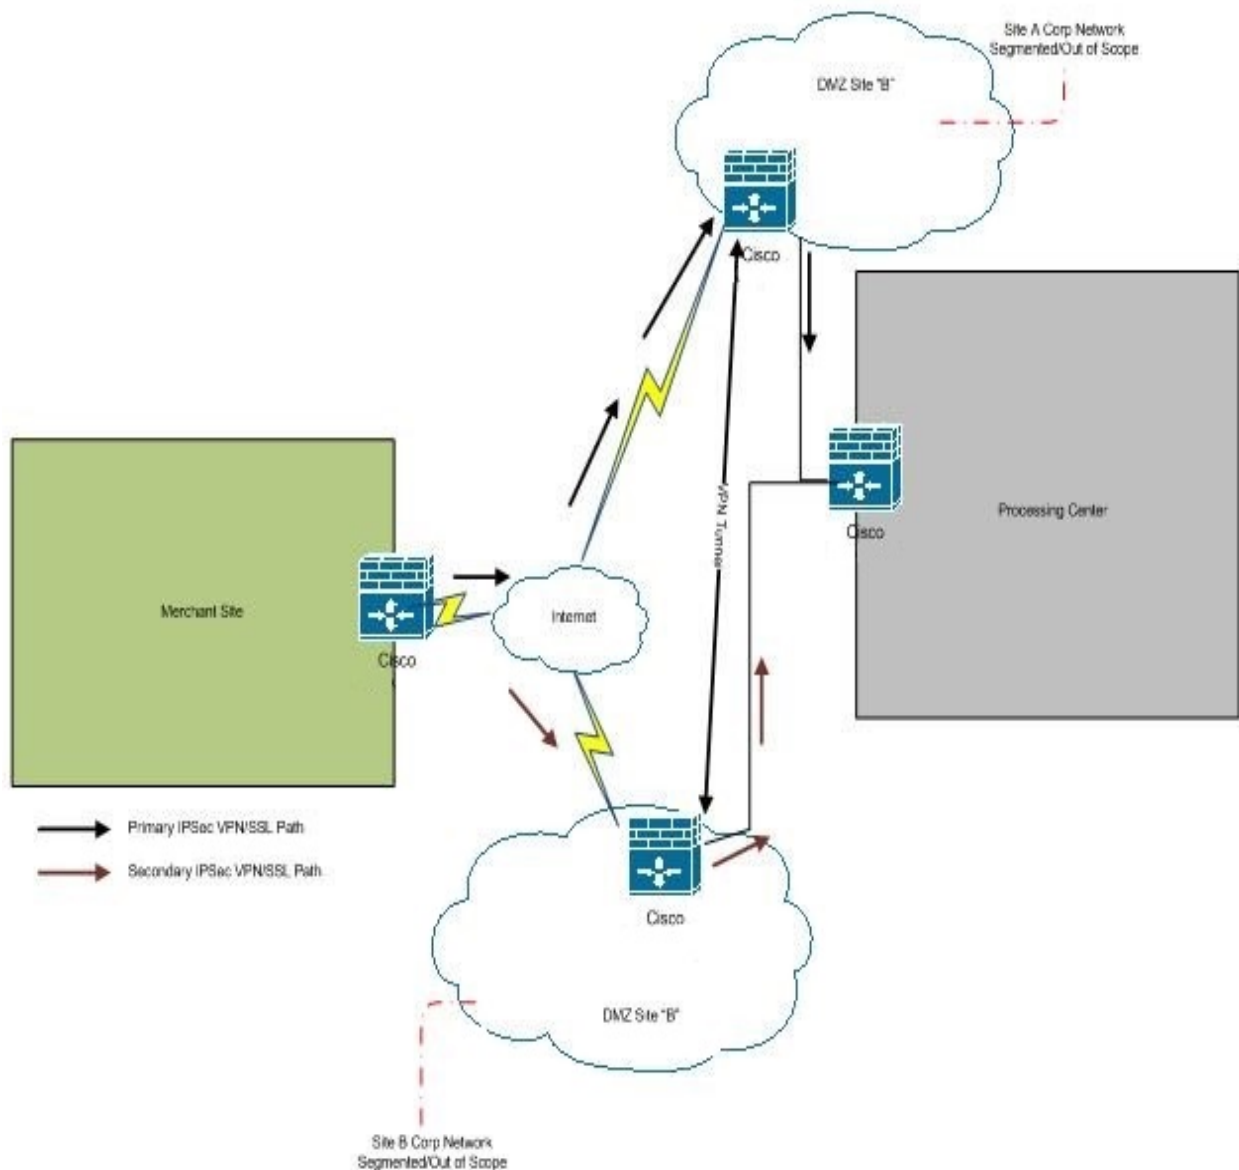 Site A Corp Network
Segmented/Out of Scope
DMZ Site "B"
Cisco
Processing Center
Cisco
VPN Tunnel
Merchant Site
Internet
Cisco
Primary IPSec VPN/SSL Path
Secondary IPSec VPN/SSL Path.
Cisco
DMZ Site "B"
Site B Corp Network
Segmented/Out of Scope